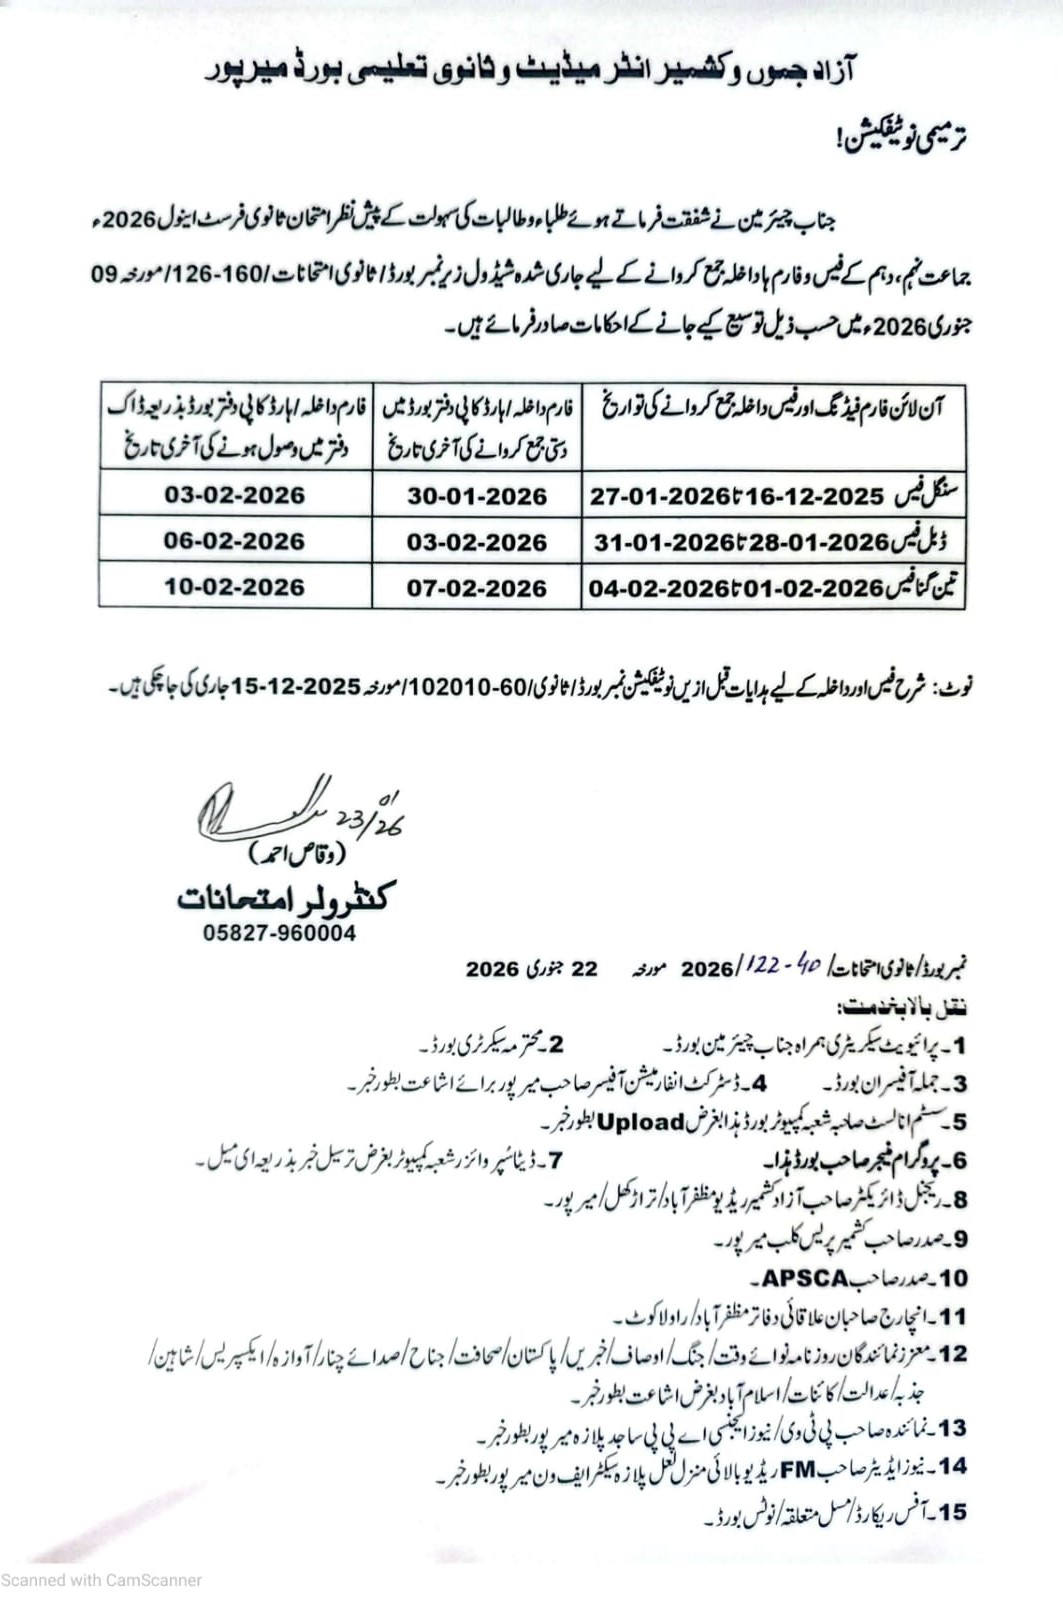 آزاد جموں و کشمیر انٹر میڈیٹ و ثانوی تعلیمی بورڈ میرپور
ترمیمی نوٹیفکیشن!
جناب چیئرمین نے شفقت فرماتے ہوئے طلباء و طالبات کی سہولت کے پیش نظر امتحان ثانوی فرسٹ اینول 2026ء
جماعت نہم، دہم کے فیس و فارم ہا داخلہ جمع کروانے کے لیے جاری شدہ شیڈول زیر نمبر بورڈ/ثانوی امتحانات/160-126/مورخہ 09
جنوری 2026ء میں حسب ذیل توسیع کیے جانے کے احکامات صادر فرمائے ہیں۔
آن لائن فارم فیڈنگ اور فیس داخلہ جمع کروانے کی تواریخ
فارم داخلہ/ہارڈ کاپی دفتر بورڈ میں
دستی جمع کروانے کی آخری تاریخ
فارم داخلہ/ہارڈ کاپی دفتر بورڈ بذریعہ ڈاک
دفتر میں وصول ہونے کی آخری تاریخ
سنگل فیس 16-12-2025 تا 27-01-2026 30-01-2026 03-02-2026
ڈبل فیس 28-01-2026 تا 31-01-2026 03-02-2026 06-02-2026
تین گنا فیس 01-02-2026 تا 04-02-2026 07-02-2026 10-02-2026
نوٹ: شرح فیس اور داخلہ کے لیے ہدایات قبل ازیں نوٹیفکیشن نمبر بورڈ/ثانوی/60-102010/مورخہ 15-12-2025 جاری کی جا چکی ہیں۔
23/01/26
(وقاص احمد)
کنٹرولر امتحانات
05827-960004
نمبر بورڈ/ثانوی امتحانات/122-40/2026 مورخہ 22 جنوری 2026
نقل بالا بخدمت:
1۔ پرائیویٹ سیکریٹری ہمراہ جناب چیئرمین بورڈ۔ 2۔ محترمہ سیکرٹری بورڈ۔
3۔ جملہ آفیسران بورڈ۔ 4۔ ڈسٹرکٹ انفارمیشن آفیسر صاحب میرپور برائے اشاعت بطور خبر۔
5۔ سسٹم انالسٹ صاحبہ شعبہ کمپیوٹر بورڈ ہذا بغرض Upload بطور خبر۔
6۔ پروگرام منیجر صاحب بورڈ ہذا۔ 7۔ ڈیٹا سپروائزر شعبہ کمپیوٹر بغرض ترسیل خبر بذریعہ ای میل۔
8۔ ریجنل ڈائریکٹر صاحب آزاد کشمیر ریڈیو مظفرآباد/تراڑکھل/میرپور۔
9۔ صدر صاحب کشمیر پریس کلب میرپور۔
10۔ صدر صاحب APSCA۔
11۔ انچارج صاحبان علاقائی دفاتر مظفرآباد/راولاکوٹ۔
12۔ معزز نمائندگان روزنامہ نوائے وقت/جنگ/اوصاف/خبریں/پاکستان/صحافت/جناح/صدائے چنار/آوازہ/ایکسپریس/شاہین/
جذبہ/عدالت/کائنات/اسلام آباد بغرض اشاعت بطور خبر۔
13۔ نمائندہ صاحب پی ٹی وی/نیوز ایجنسی اے پی پی ساجد پلازہ میرپور بطور خبر۔
14۔ نیوز ایڈیٹر صاحب FM ریڈیو بالائی منزل لعل پلازہ سیکٹر ایف ون میرپور بطور خبر۔
15۔ آفس ریکارڈ/مسل متعلقہ/نوٹس بورڈ۔
Scanned with CamScanner